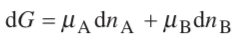 dG = μ_A dn_A + μ_B dn_B